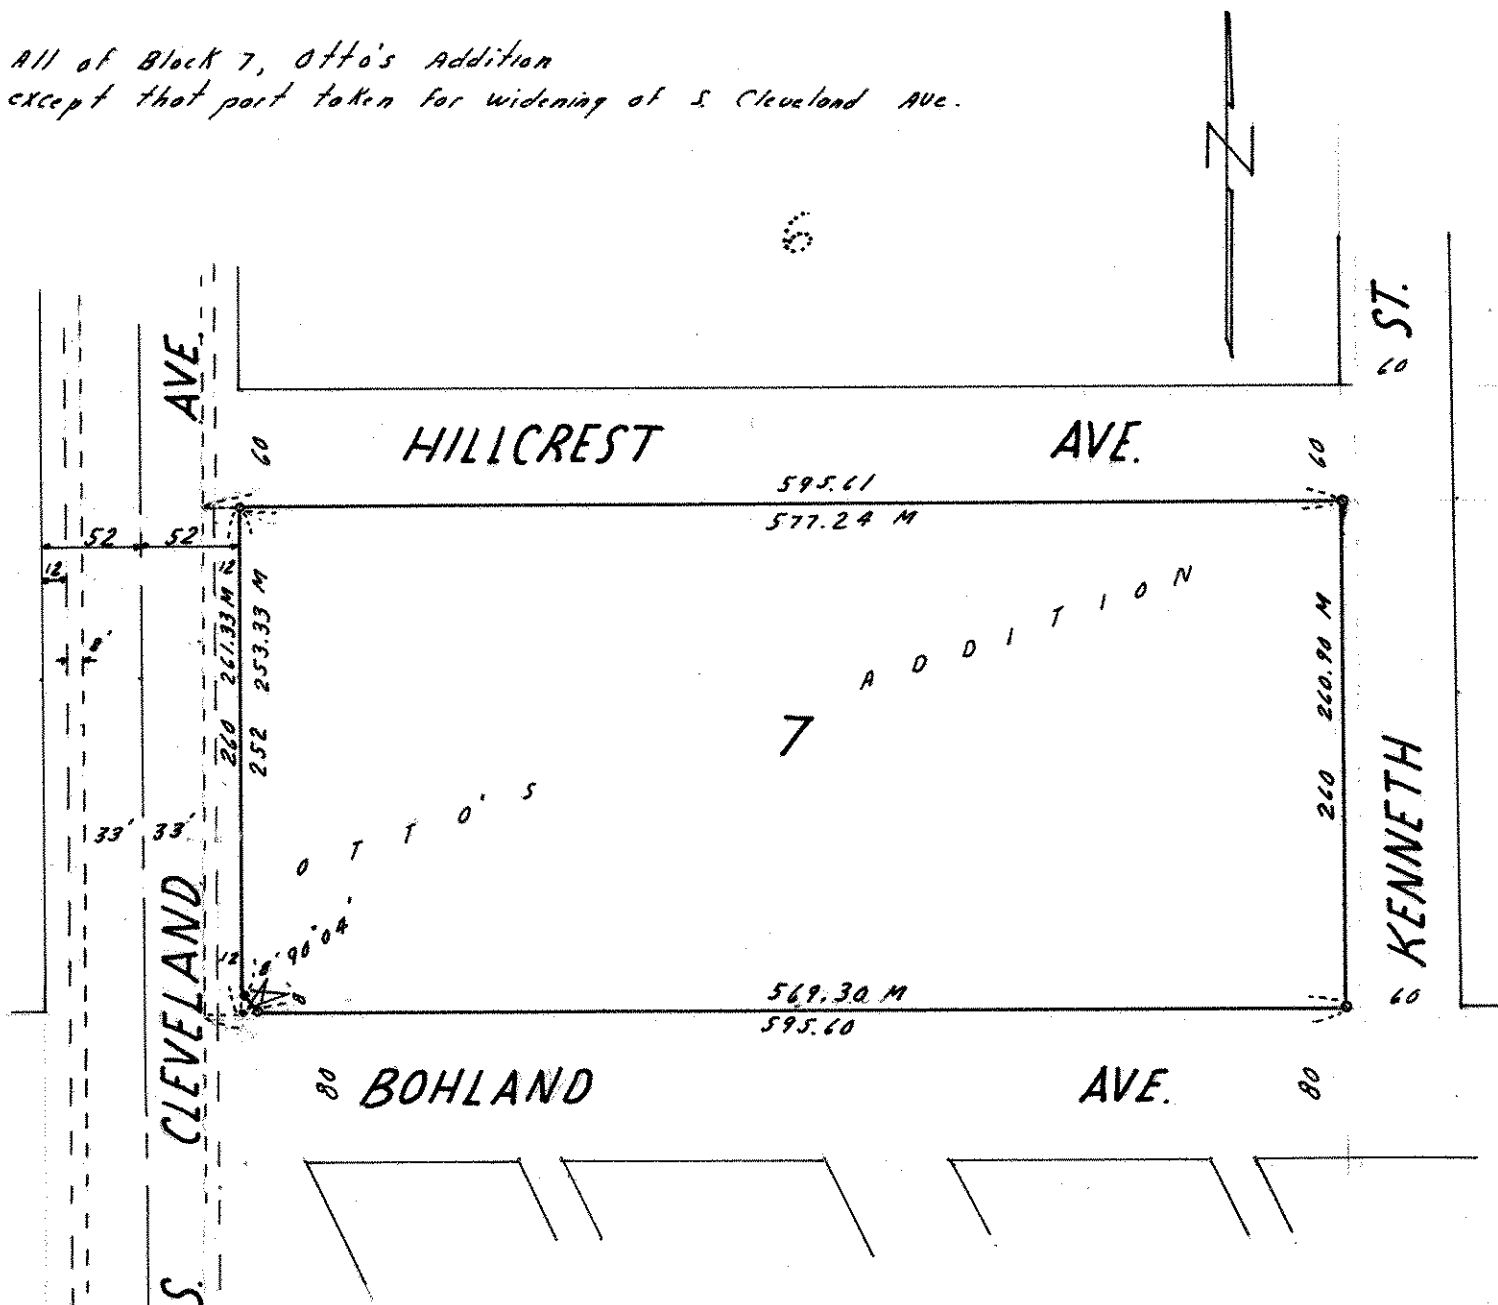 All of Block 7, Otto's Addition
except that part taken for widening of S. Cleveland Ave.
N
6
ST.
60
AVE.
60
HILLCREST AVE.
60
595.61
577.24 M
52 52
12
12
8'
261.33 M
253.33 M
260
252
ADDITION
7
260.90 M
260
OTTO'S
33' 33'
KENNETH
90°04'
12
8'
8'
569.30 M
595.60
60
CLEVELAND
80
BOHLAND AVE.
80
S.